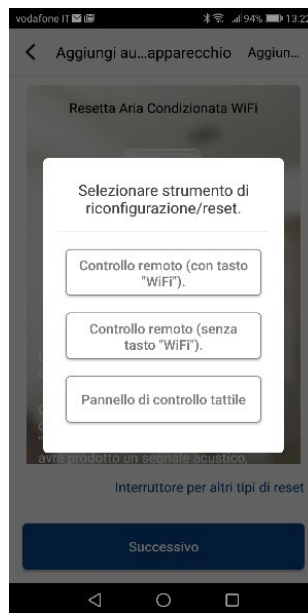 vodafone IT 94% 13:22
Aggiungi au...apparecchio Aggiun...
Resetta Aria Condizionata WiFi
Selezionare strumento di
riconfigurazione/reset.
Controllo remoto (con tasto
"WiFi").
Controllo remoto (senza
tasto "WiFi").
Pannello di controllo tattile
avrà prodotto un segnale acustico,
Interruttore per altri tipi di reset
Successivo